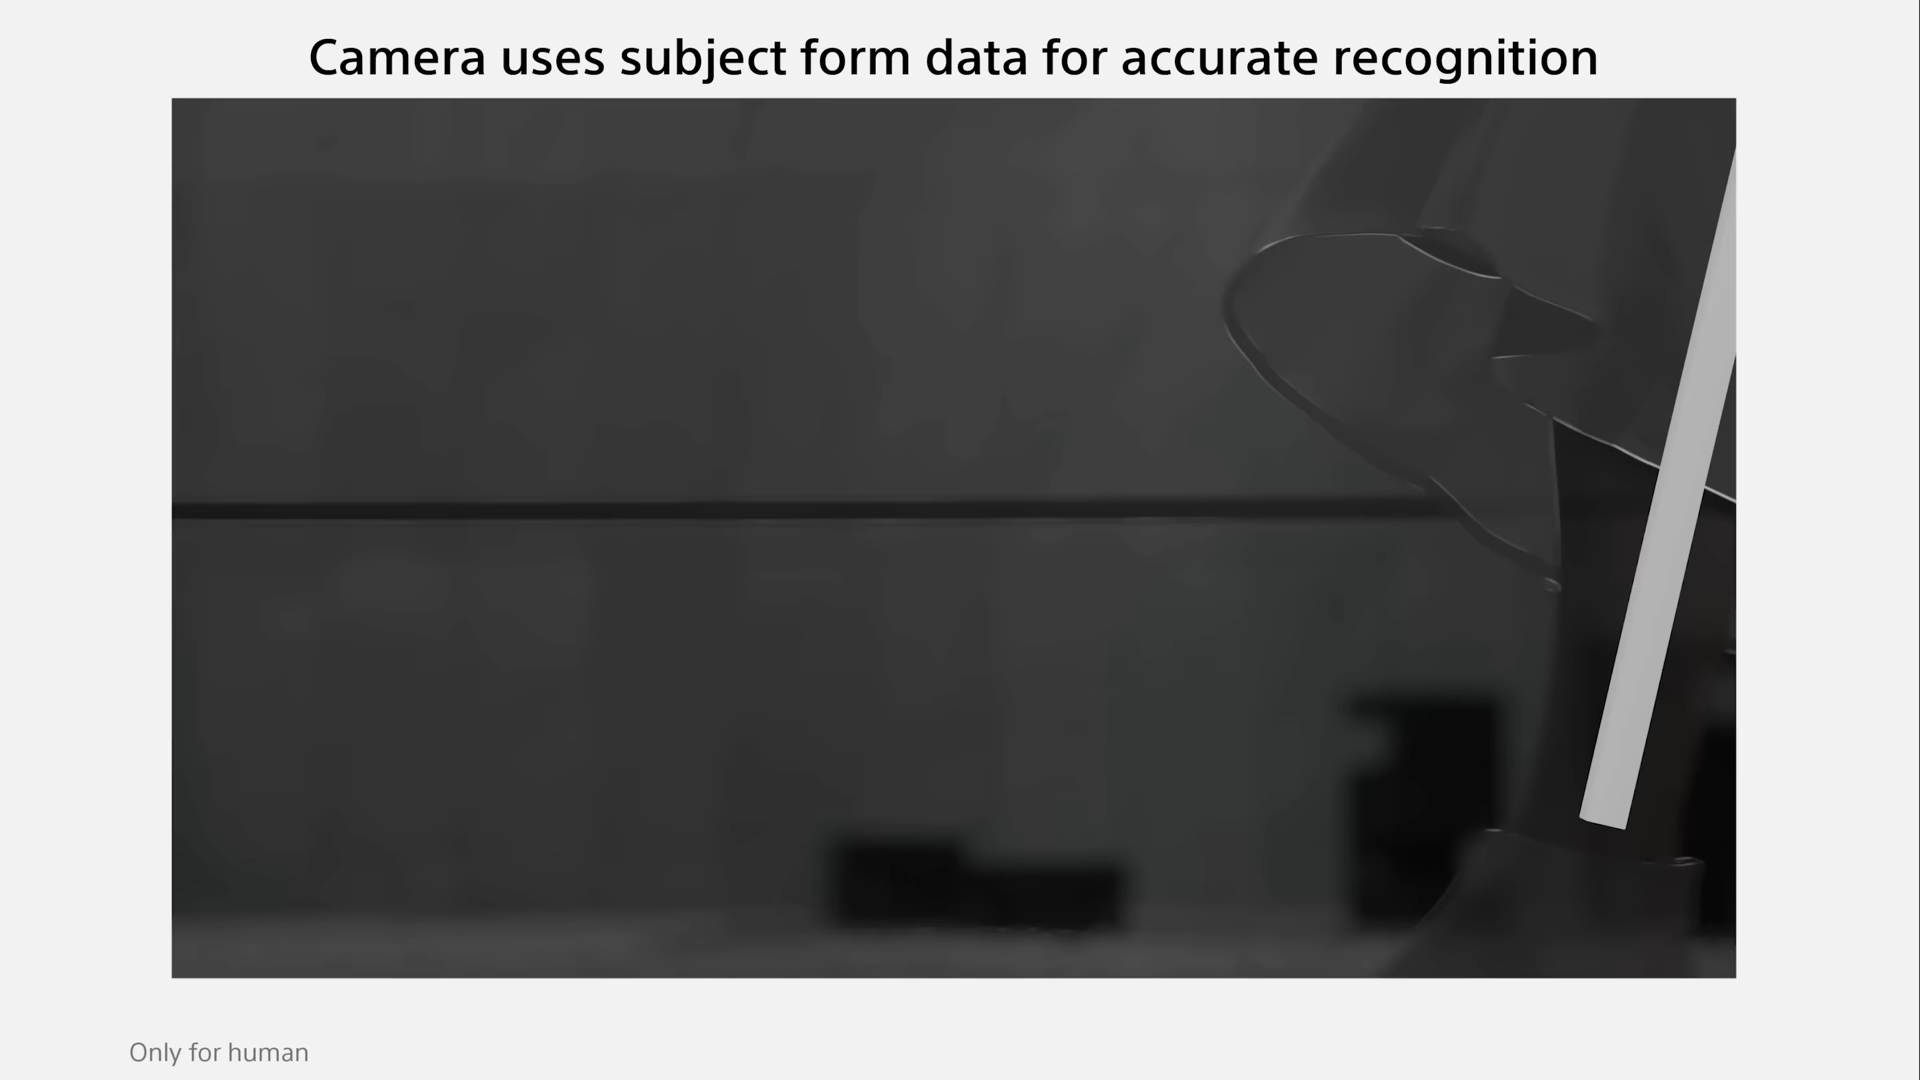 Camera uses subject form data for accurate recognition
Only for human